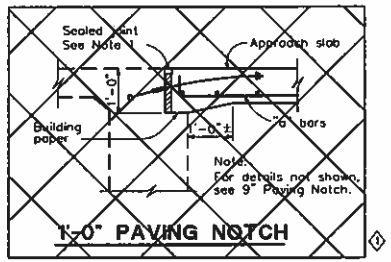 Sealed joint
See Note 1
Approach slab
1'-0"
Building
paper
1'-0" ±
"6" bars
Note:
For details not shown,
see 9" Paving Notch.
1'-0" PAVING NOTCH
1